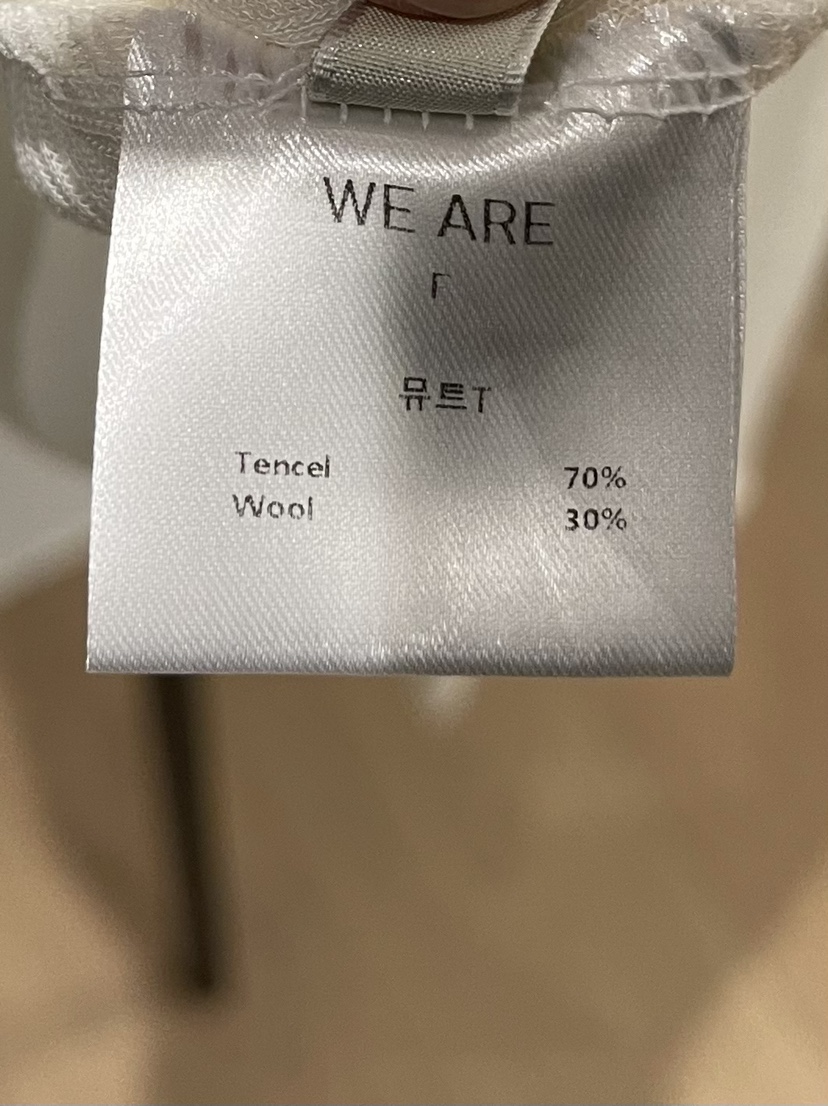 WE ARE
뮤트T
Tencel 70%
Wool 30%